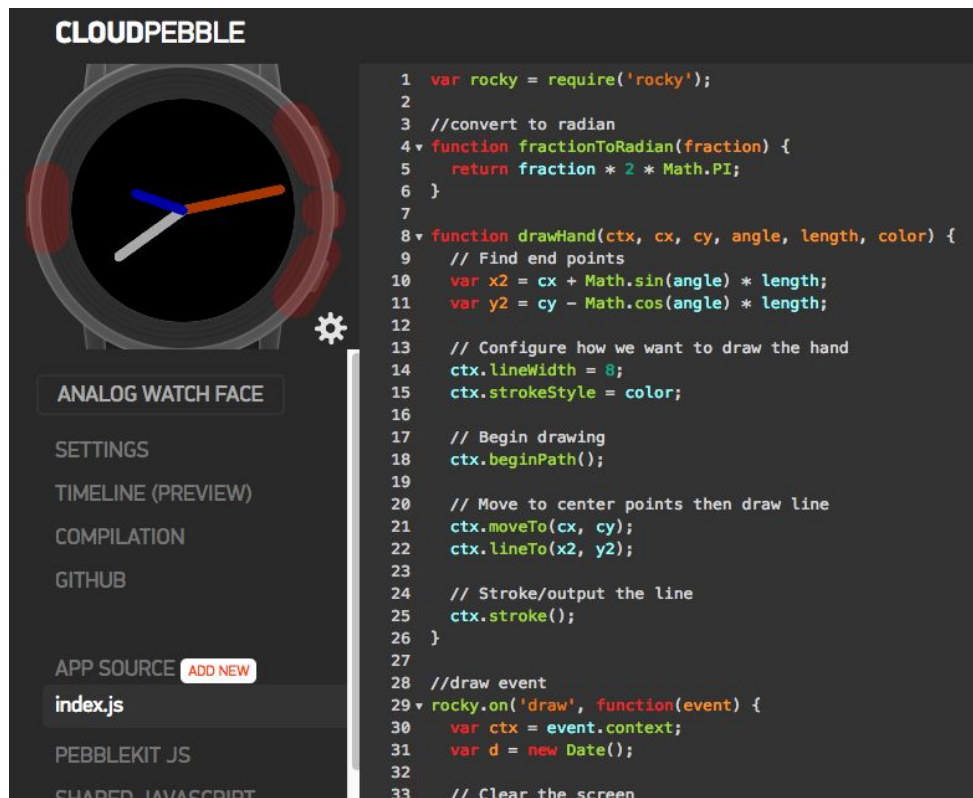 CLOUDPEBBLE
ANALOG WATCH FACE
SETTINGS
TIMELINE (PREVIEW)
COMPILATION
GITHUB
APP SOURCE ADD NEW
index.js
PEBBLEKIT JS
SHARED JAVASCRIPT
1 var rocky = require('rocky');
2
3 //convert to radian
4 function fractionToRadian(fraction) {
5 return fraction * 2 * Math.PI;
6 }
7
8 function drawHand(ctx, cx, cy, angle, length, color) {
9 // Find end points
10 var x2 = cx + Math.sin(angle) * length;
11 var y2 = cy - Math.cos(angle) * length;
12
13 // Configure how we want to draw the hand
14 ctx.lineWidth = 8;
15 ctx.strokeStyle = color;
16
17 // Begin drawing
18 ctx.beginPath();
19
20 // Move to center points then draw line
21 ctx.moveTo(cx, cy);
22 ctx.lineTo(x2, y2);
23
24 // Stroke/output the line
25 ctx.stroke();
26 }
27
28 //draw event
29 rocky.on('draw', function(event) {
30 var ctx = event.context;
31 var d = new Date();
32
33 // Clear the screen